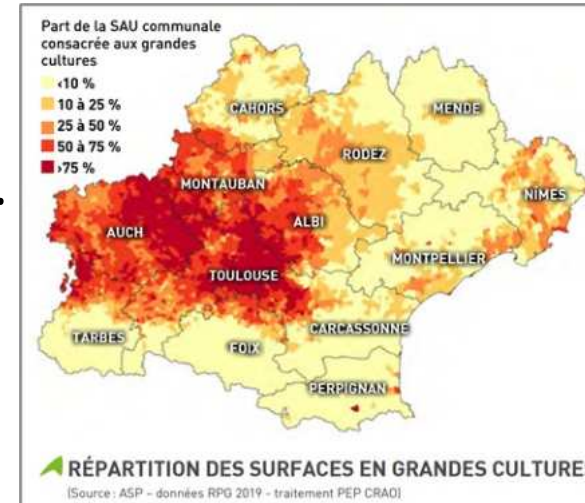 Part de la SAU communale
consacrée aux grandes
cultures
<10 %
10 à 25 %
25 à 50 %
50 à 75 %
>75 %
CAHORS
MENDE
RODEZ
NÎMES
MONTAUBAN
ALBI
AUCH
MONTPELLIER
TOULOUSE
CARCASSONNE
TARBES
FOIX
PERPIGNAN
RÉPARTITION DES SURFACES EN GRANDES CULTURE
(Source : ASP - données RPG 2019 - traitement PEP CRAO)